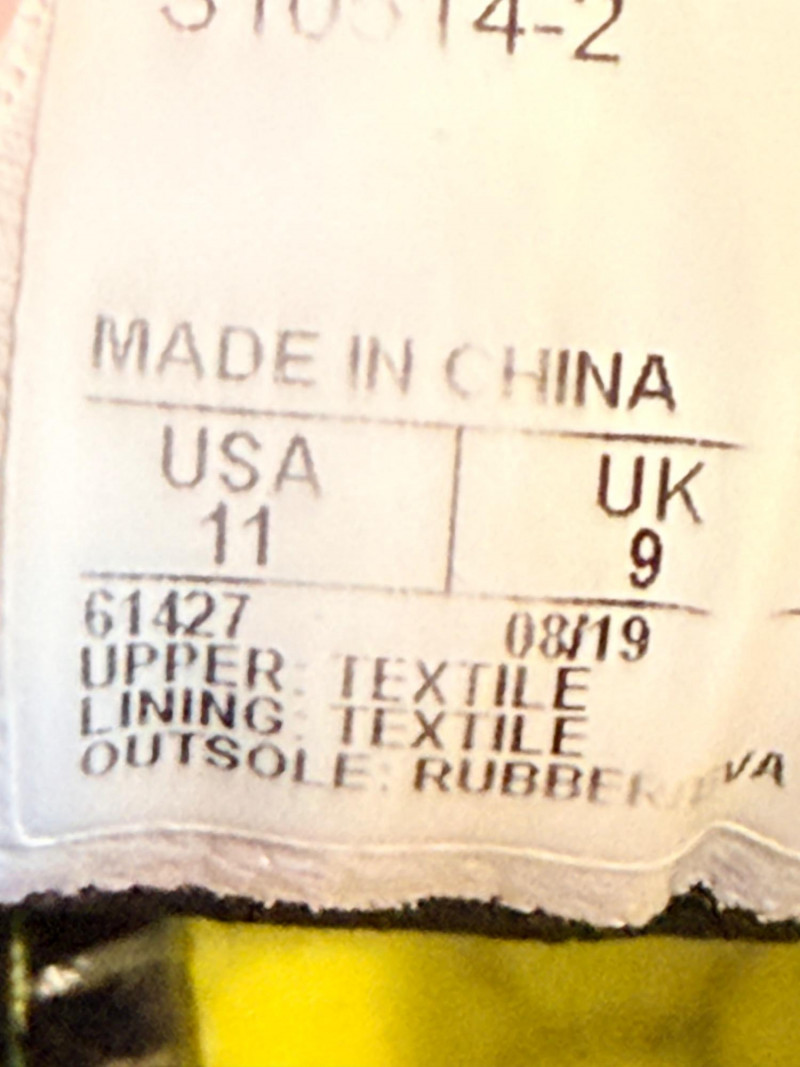 MADE IN CHINA
USA UK
11 9
61427 08/19
UPPER: TEXTILE
LINING: TEXTILE
OUTSOLE: RUBBER/EVA